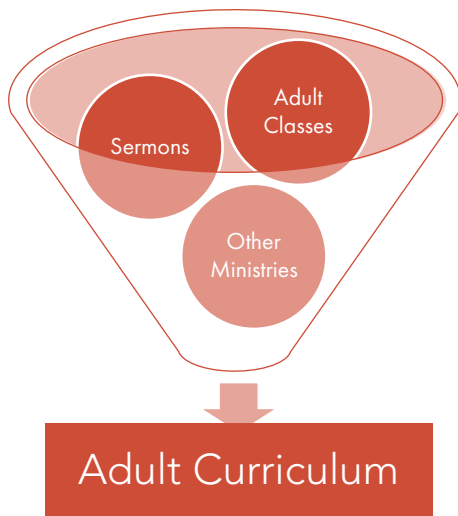 Adult
Classes
Sermons
Other
Ministries
Adult Curriculum